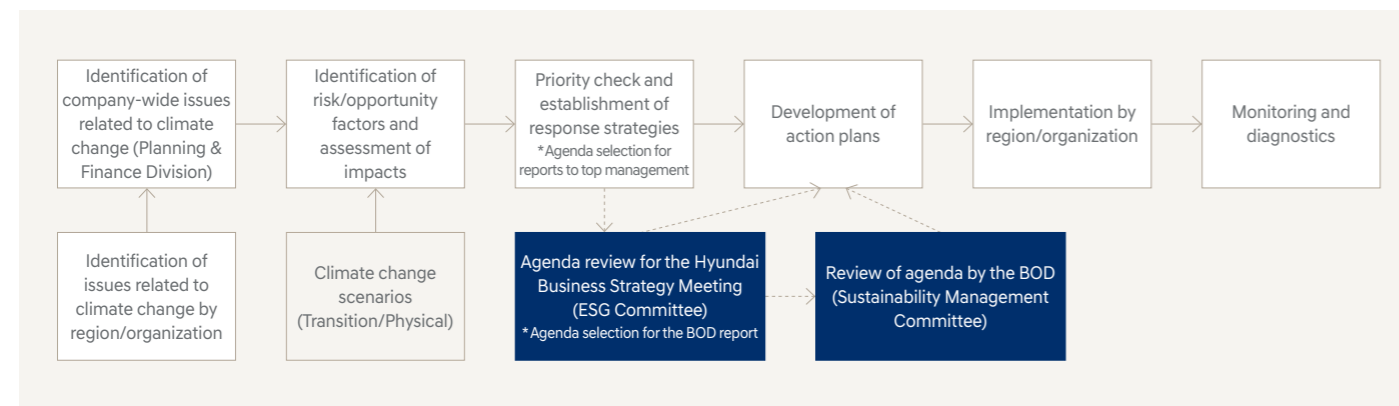 Identification of
company-wide issues
related to climate
change (Planning &
Finance Division)
Identification of
risk/opportunity
factors and
assessment of
impacts
Priority check and
establishment of
response strategies
*Agenda selection for
reports to top management
Development of
action plans
Implementation by
region/organization
Monitoring and
diagnostics
Identification of
issues related to
climate change by
region/organization
Climate change
scenarios
(Transition/Physical)
Agenda review for the Hyundai
Business Strategy Meeting
(ESG Committee)
*Agenda selection for the BOD report
Review of agenda by the BOD
(Sustainability Management
Committee)